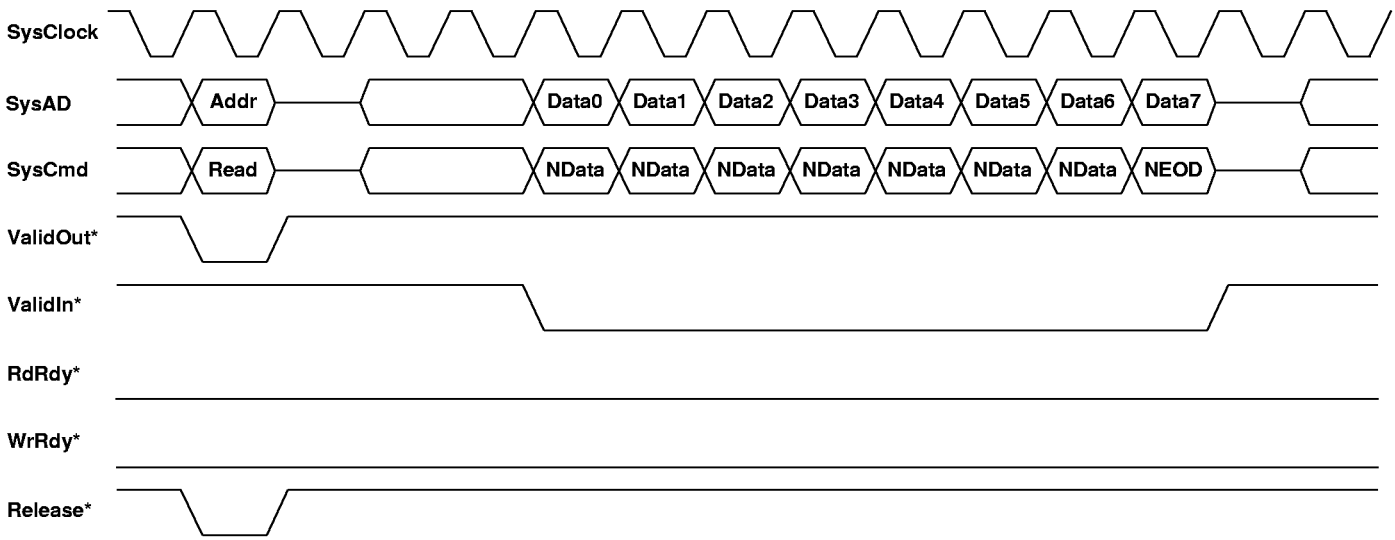 SysClock
SysAD Addr Data0 Data1 Data2 Data3 Data4 Data5 Data6 Data7
SysCmd Read NData NData NData NData NData NData NData NEOD
ValidOut*
ValidIn*
RdRdy*
WrRdy*
Release*